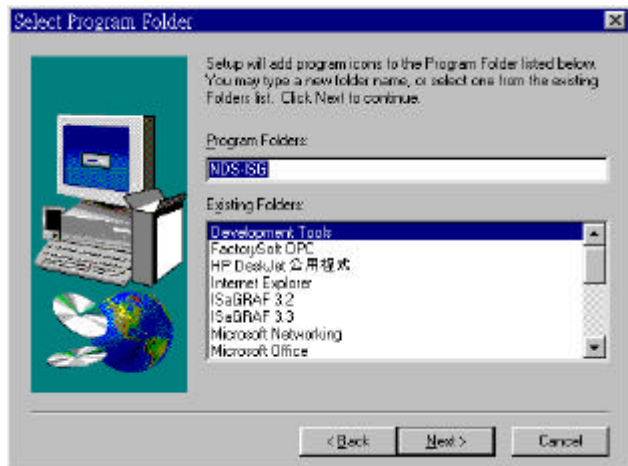 Select Program Folder
Setup will add program icons to the Program Folder listed below.
You may type a new folder name, or select one from the existing
Folders list. Click Next to continue.
Program Folders:
NDS-ISG
Existing Folders:
Development Tools
FactorySoft OPC
HP DeskJet 公用程式
Internet Explorer
ISaGRAF 3.2
ISaGRAF 3.3
Microsoft Networking
Microsoft Office
< Back
Next >
Cancel